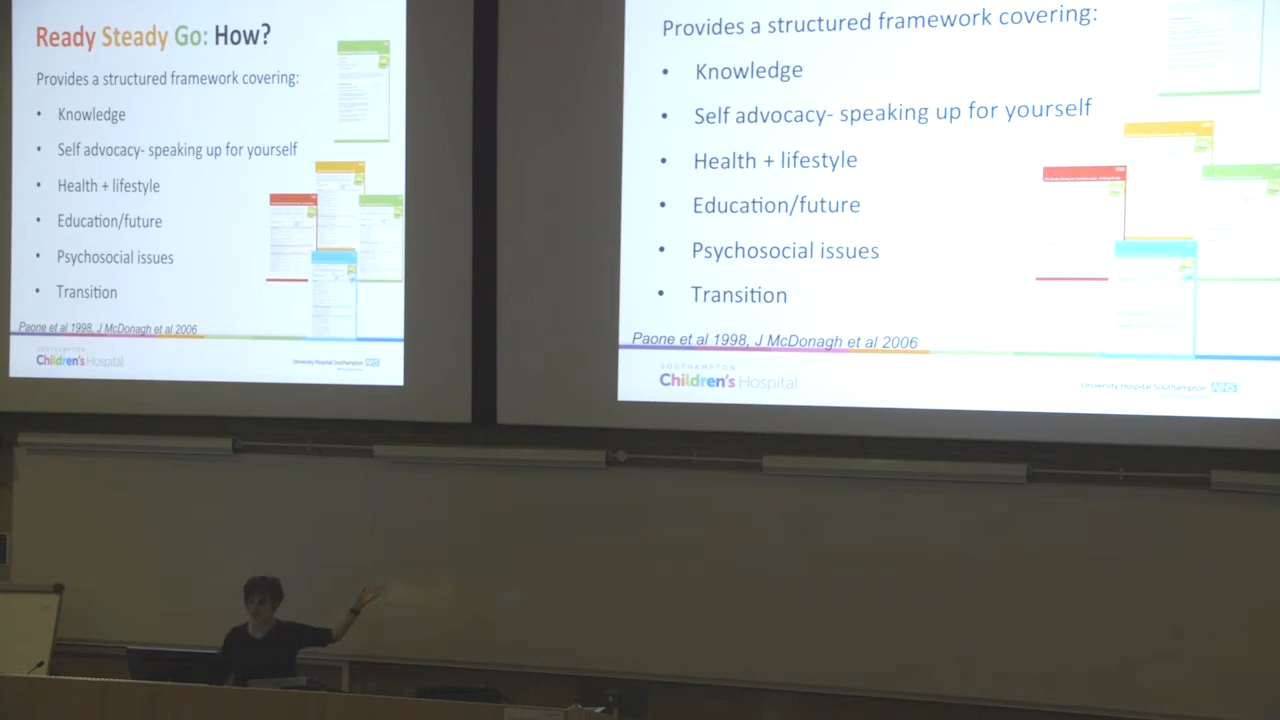 Ready Steady Go: How?
Provides a structured framework covering:
• Knowledge
• Self advocacy- speaking up for yourself
• Health + lifestyle
• Education/future
• Psychosocial issues
• Transition
Paone et al 1998, J McDonagh et al 2006
SOUTHAMPTON
Children's Hospital
University Hospital Southampton NHS
Provides a structured framework covering:
• Knowledge
• Self advocacy- speaking up for yourself
• Health + lifestyle
• Education/future
• Psychosocial issues
• Transition
Paone et al 1998, J McDonagh et al 2006
SOUTHAMPTON
Children's Hospital
University Hospital Southampton NHS